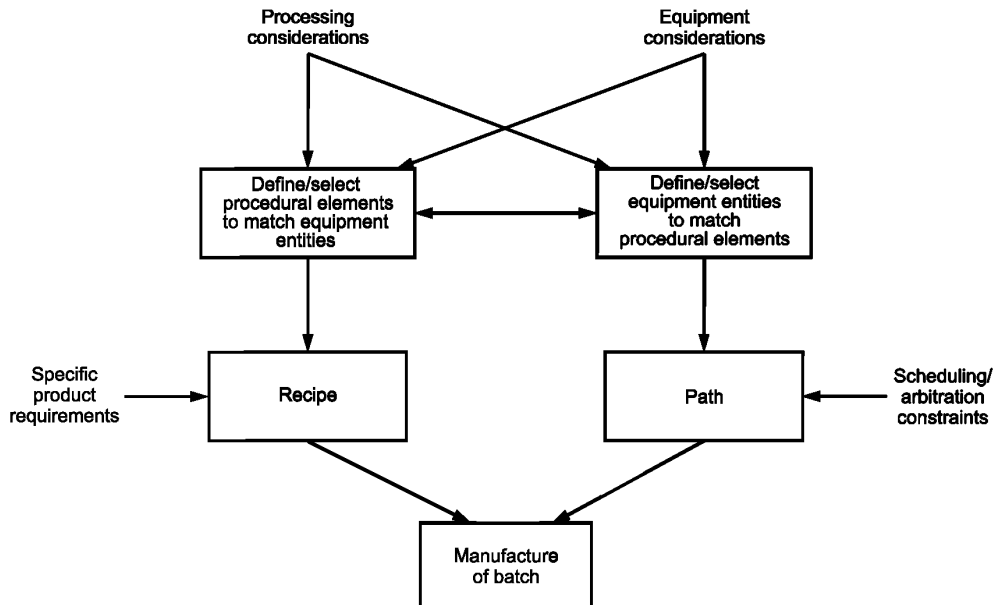 Processing
considerations
Equipment
considerations
Define/select
procedural elements
to match equipment
entities
Define/select
equipment entities
to match
procedural elements
Specific
product
requirements
Recipe
Path
Scheduling/
arbitration
constraints
Manufacture
of batch